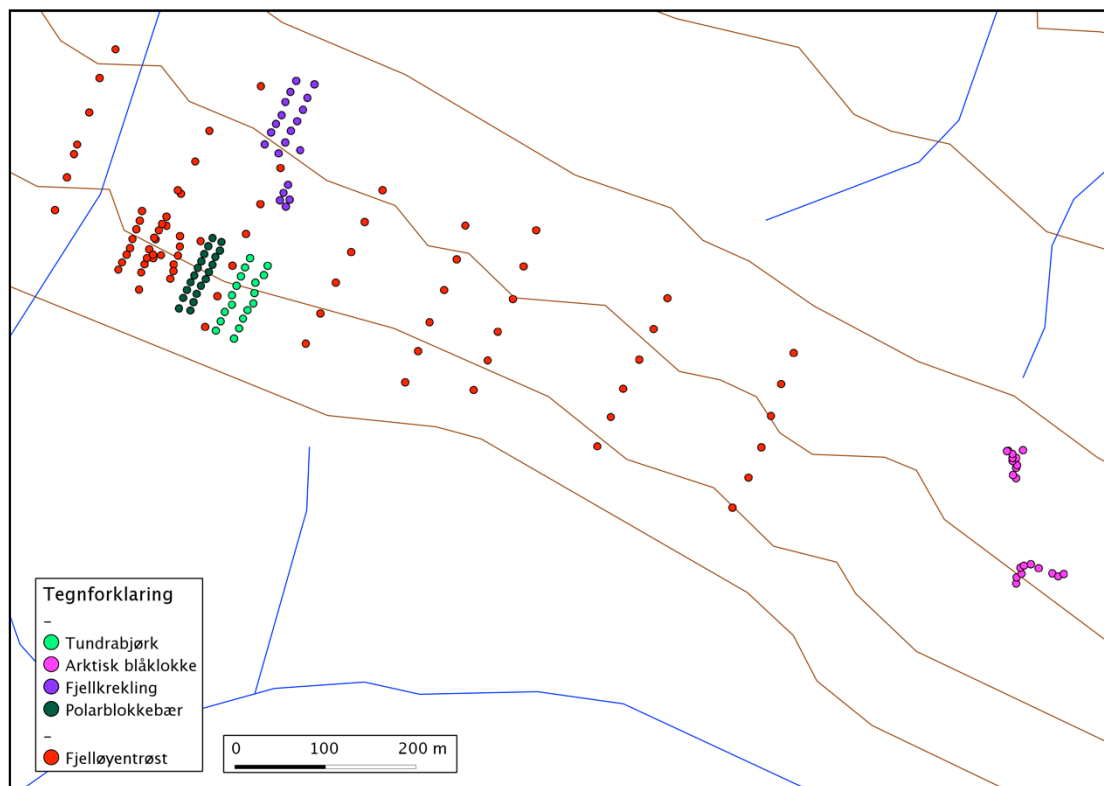 Tegnforklaring
–
Tundrabjørk
Arktisk blåklokke
Fjellkrekling
Polarblokkebær
–
Fjelløyentrøst
0 100 200 m